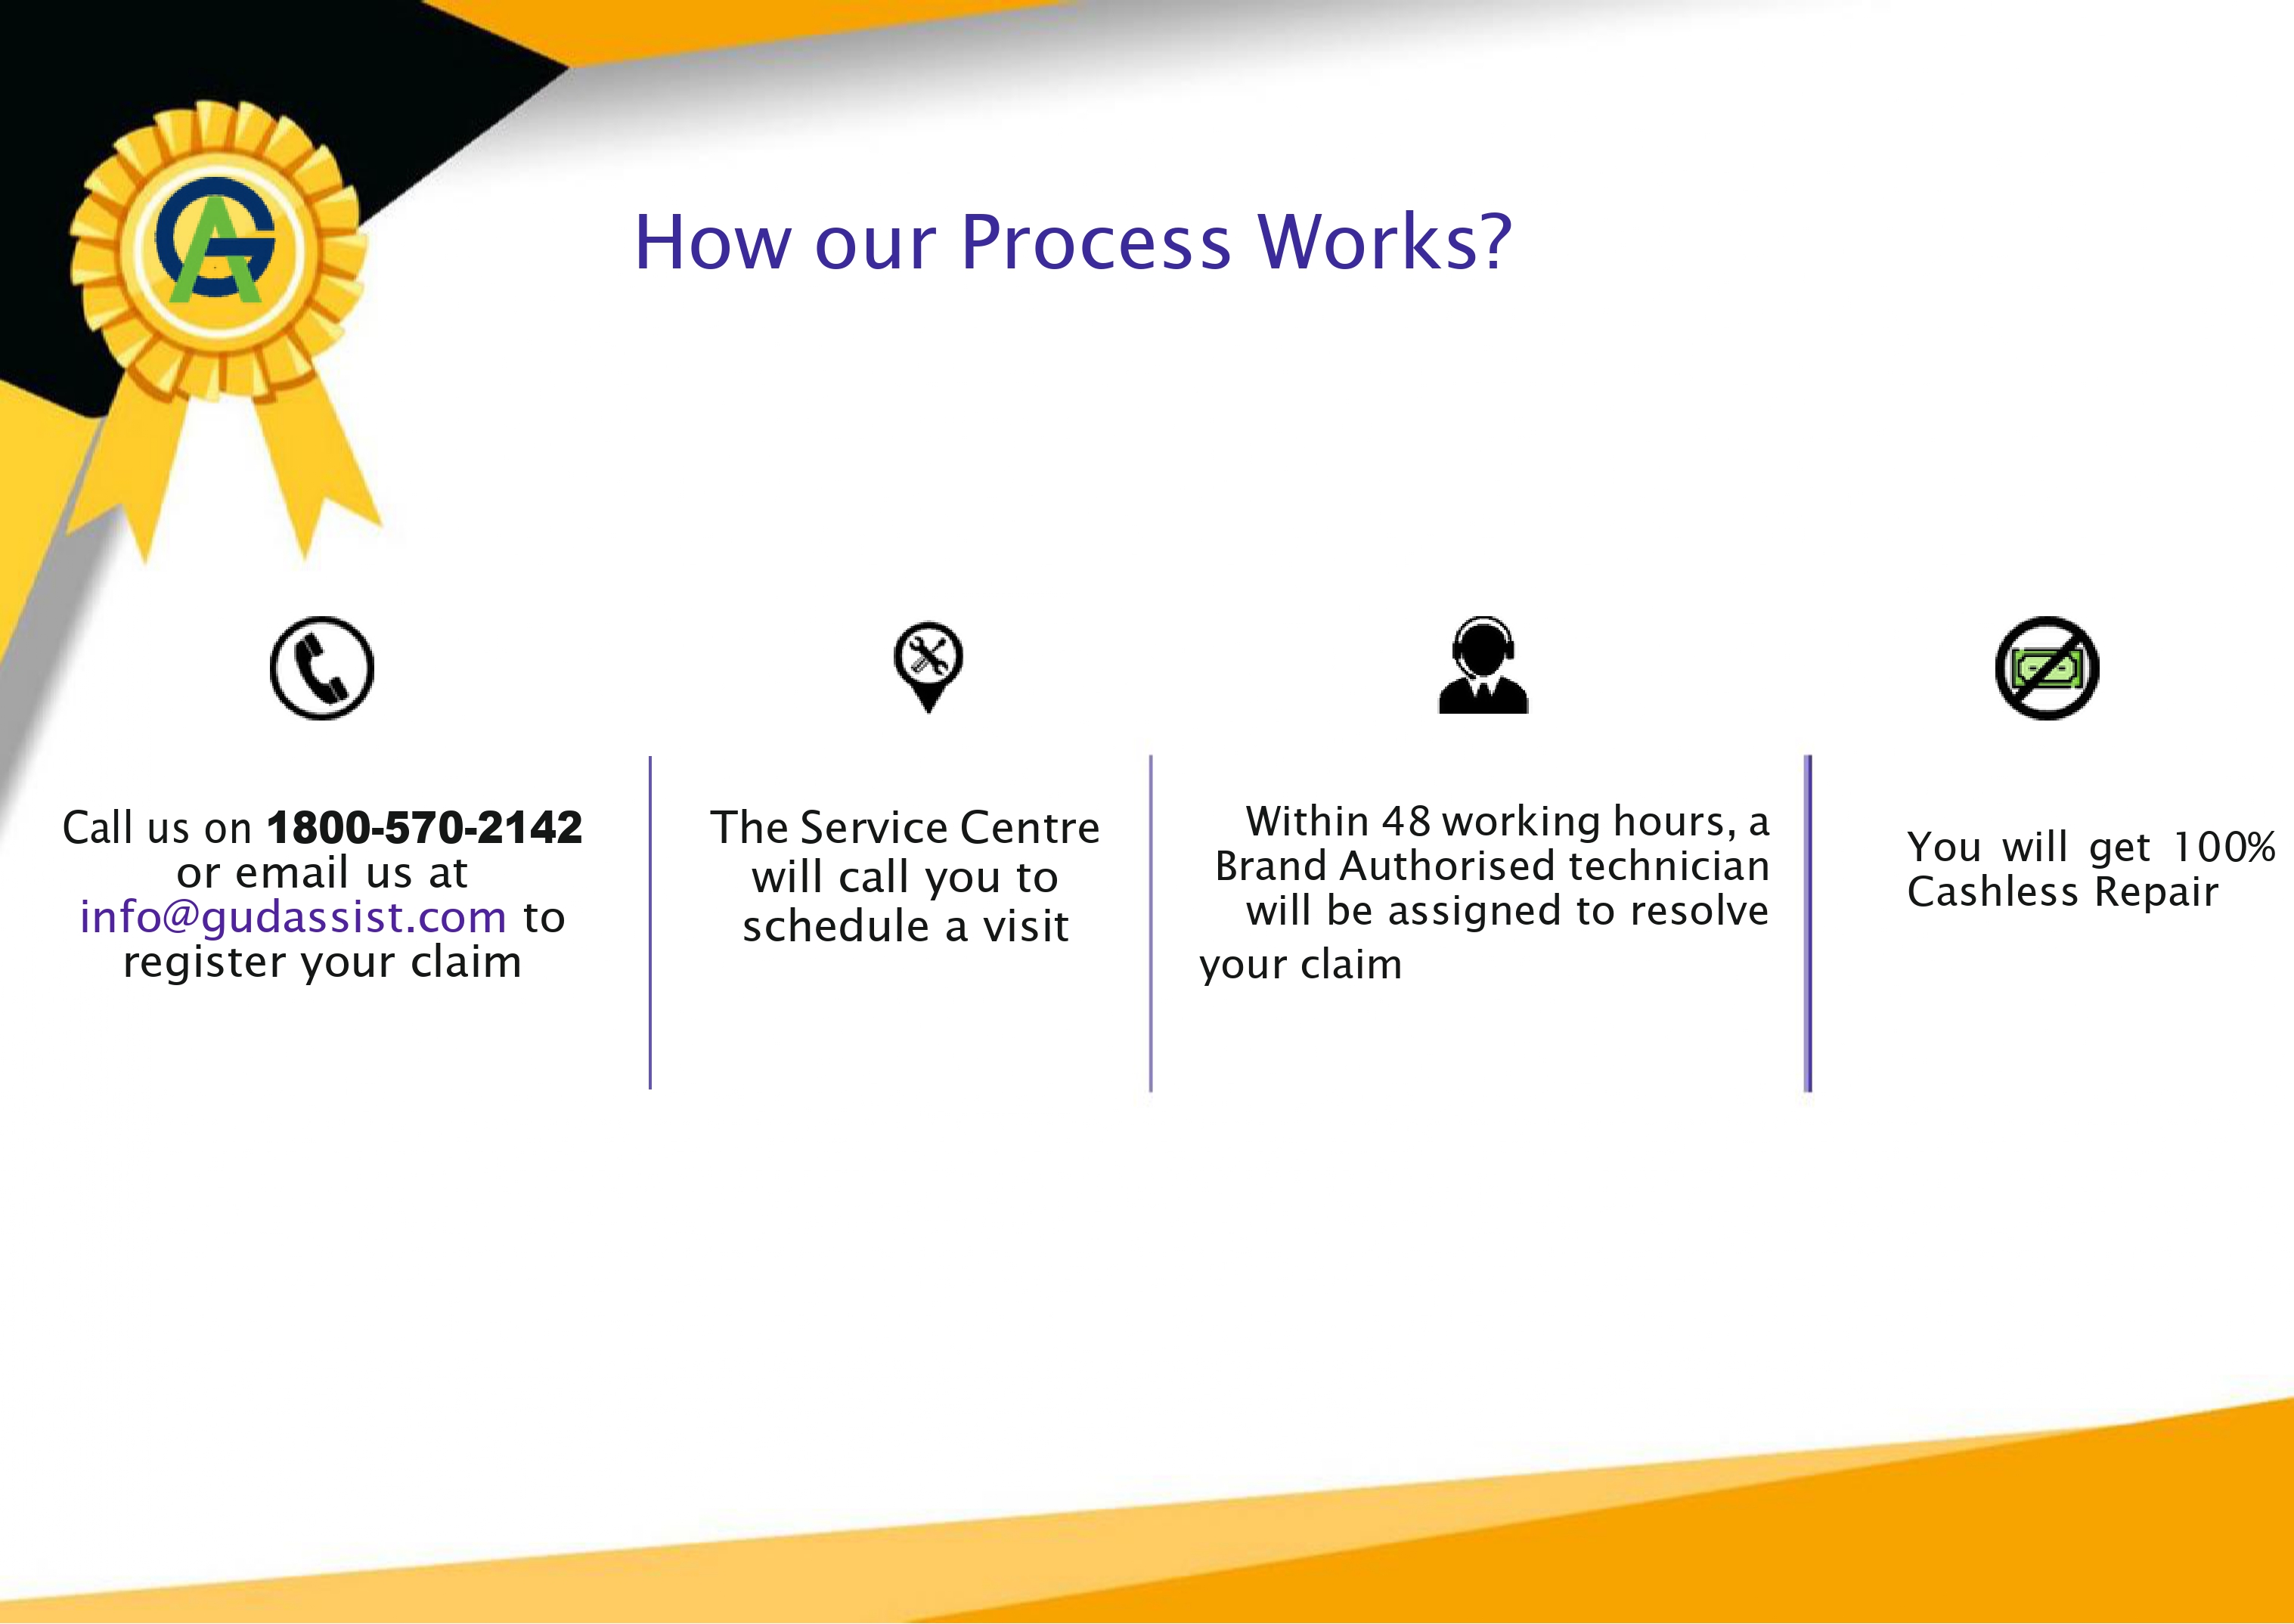 How our Process Works?
Call us on 1800-570-2142
or email us at
info@gudassist.com to
register your claim
The Service Centre
will call you to
schedule a visit
Within 48 working hours, a
Brand Authorised technician
will be assigned to resolve
your claim
You will get 100%
Cashless Repair